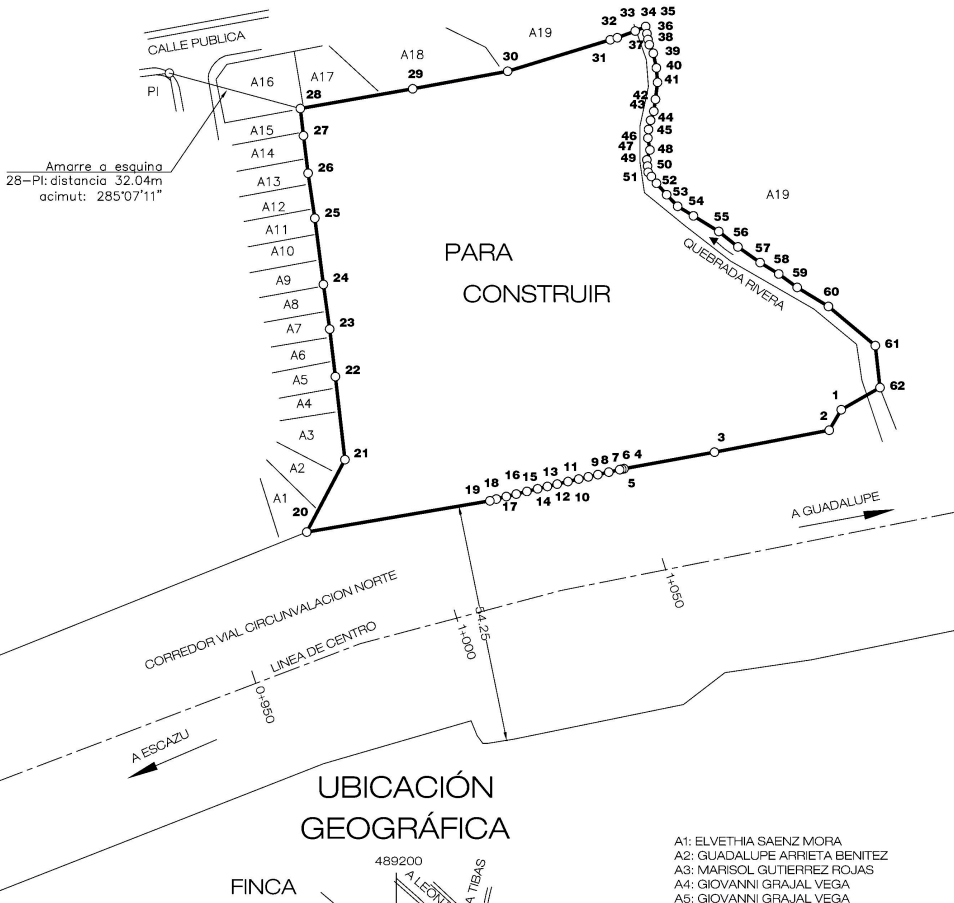 CALLE PUBLICA
PI
A16
A17
A18
A19
28
29
30
31
32
33
34
35
36
37
38
39
40
41
42
43
44
45
46
47
48
49
50
51
52
53
54
55
56
57
58
59
60
61
62
A19
Amarre a esquina
28-PI: distancia 32.04m
acimut: 285°07'11"
A15
A14
A13
A12
A11
A10
A9
A8
A7
A6
A5
A4
A3
A2
A1
27
26
25
24
23
22
21
20
PARA
CONSTRUIR
QUEBRADA RIVERA
1
2
3
4
5
6
7
8
9
10
11
12
13
14
15
16
17
18
19
A GUADALUPE
CORREDOR VIAL CIRCUNVALACION NORTE
LINEA DE CENTRO
54.25
1+050
1+000
0+950
A ESCAZU
UBICACIÓN
GEOGRÁFICA
489200
FINCA
A TIBAS
A1: ELVETHIA SAENZ MORA
A2: GUADALUPE ARRIETA BENITEZ
A3: MARISOL GUTIERREZ ROJAS
A4: GIOVANNI GRAJAL VEGA
A5: GIOVANNI GRAJAL VEGA